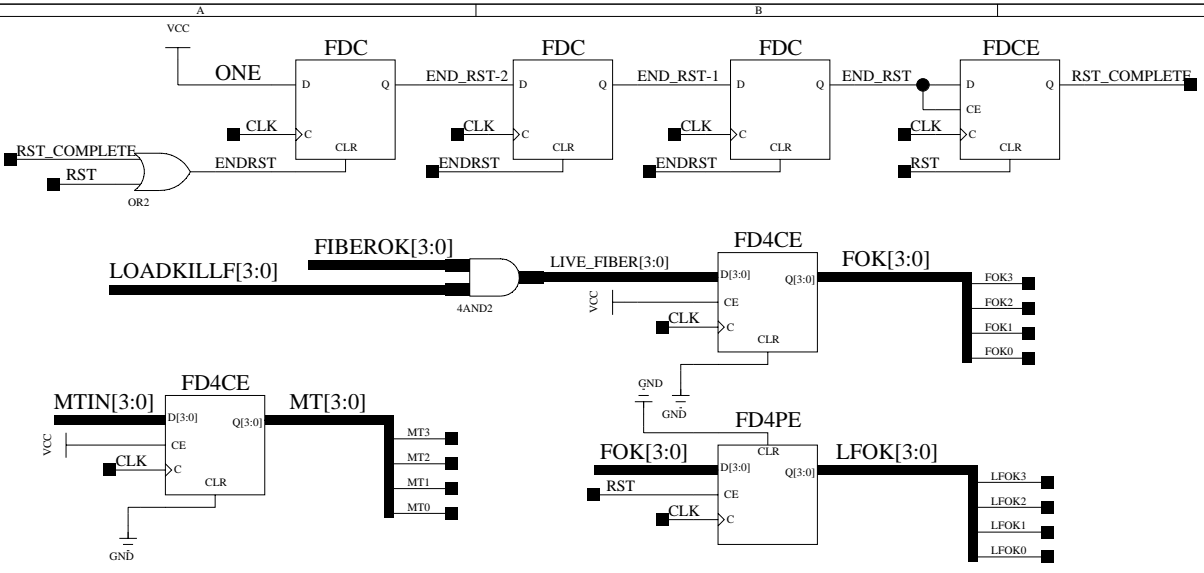 A
B
VCC
FDC
FDC
FDC
FDCE
ONE
D
Q
END_RST-2
D
Q
END_RST-1
D
Q
END_RST
D
Q
RST_COMPLETE
CE
CLK
C
CLK
C
CLK
C
CLK
C
CLR
CLR
CLR
CLR
RST_COMPLETE
RST
ENDRST
ENDRST
ENDRST
RST
OR2
FIBEROK[3:0]
LOADKILLF[3:0]
4AND2
LIVE_FIBER[3:0]
FD4CE
D[3:0]
Q[3:0]
FOK[3:0]
VCC
CE
CLK
C
CLR
GND
FOK3
FOK2
FOK1
FOK0
FD4CE
MTIN[3:0]
D[3:0]
Q[3:0]
MT[3:0]
VCC
CE
CLK
C
CLR
GND
MT3
MT2
MT1
MT0
GND
FD4PE
CLR
FOK[3:0]
D[3:0]
Q[3:0]
LFOK[3:0]
RST
CE
CLK
C
LFOK3
LFOK2
LFOK1
LFOK0